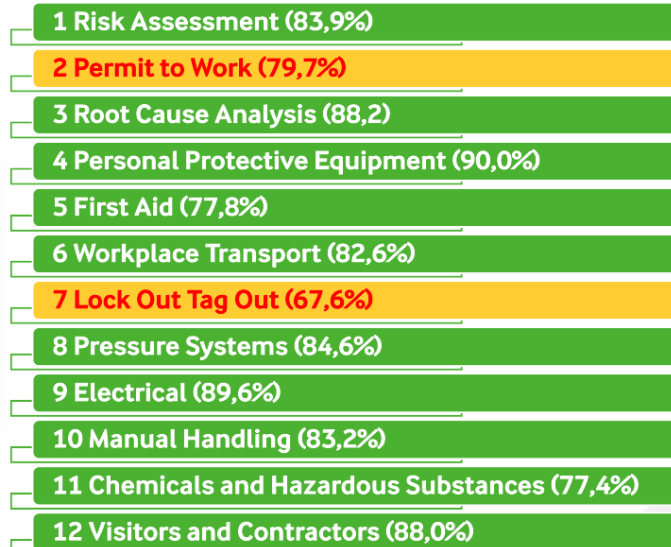 1 Risk Assessment (83,9%)
2 Permit to Work (79,7%)
3 Root Cause Analysis (88,2)
4 Personal Protective Equipment (90,0%)
5 First Aid (77,8%)
6 Workplace Transport (82,6%)
7 Lock Out Tag Out (67,6%)
8 Pressure Systems (84,6%)
9 Electrical (89,6%)
10 Manual Handling (83,2%)
11 Chemicals and Hazardous Substances (77,4%)
12 Visitors and Contractors (88,0%)